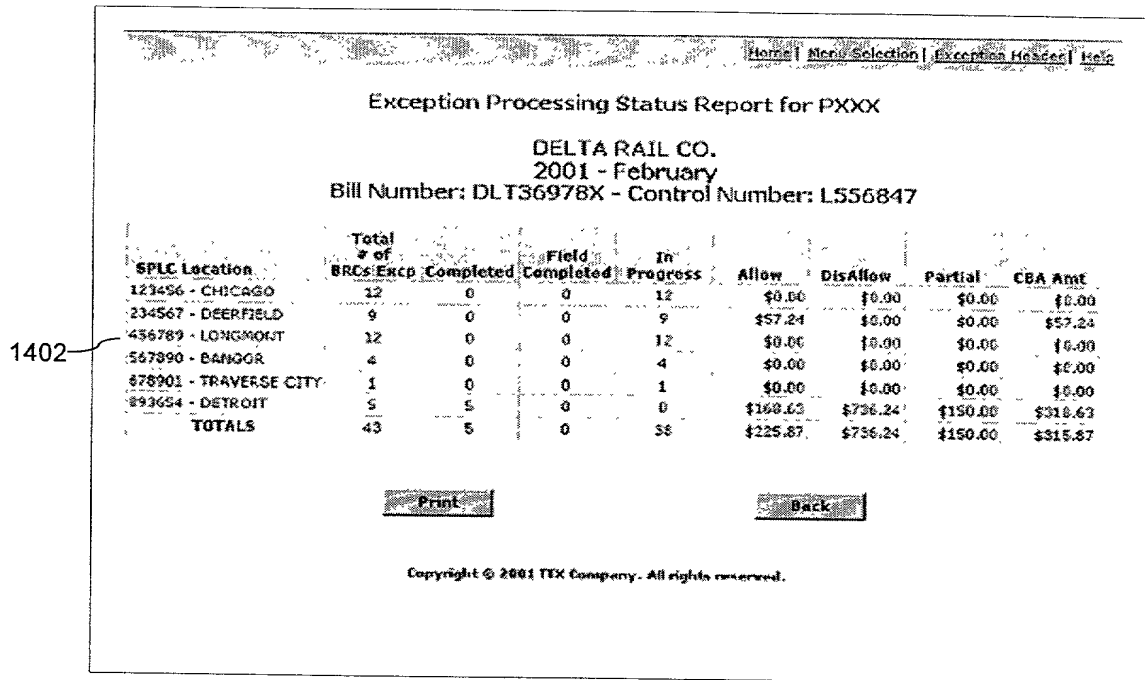 Home | Menu Selection | Exception Header | Help
Exception Processing Status Report for PXXX
DELTA RAIL CO.
2001 - February
Bill Number: DLT36978X - Control Number: L556847
SPLC Location Total # of BRCs Excp Completed Field Completed In Progress Allow DisAllow Partial CBA Amt
123456 - CHICAGO 12 0 0 12 $0.00 $0.00 $0.00 $0.00
234567 - DEERFIELD 9 0 0 9 $57.24 $0.00 $0.00 $57.24
1402
456789 - LONGMONT 12 0 0 12 $0.00 $0.00 $0.00 $0.00
567890 - BANGOR 4 0 0 4 $0.00 $0.00 $0.00 $0.00
678901 - TRAVERSE CITY 1 0 0 1 $0.00 $0.00 $0.00 $0.00
893654 - DETROIT 5 5 0 0 $168.63 $736.24 $150.00 $318.63
TOTALS 43 5 0 38 $225.87 $736.24 $150.00 $315.87
Print Back
Copyright © 2001 TTX Company. All rights reserved.